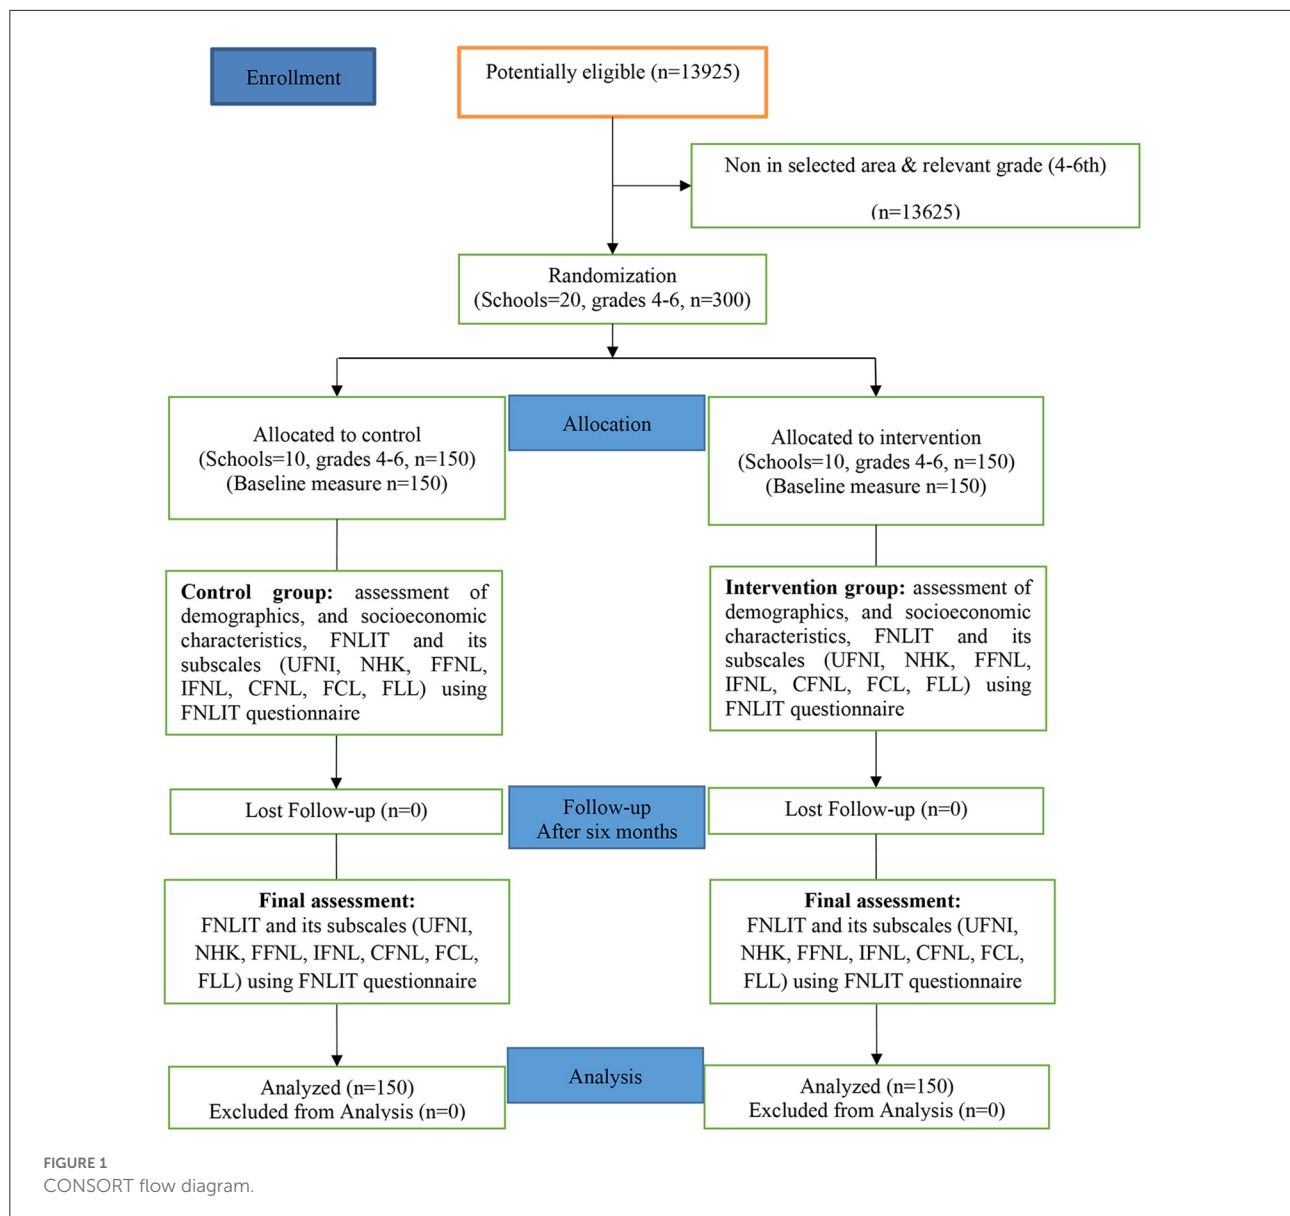 Enrollment
Potentially eligible (n=13925)
Non in selected area & relevant grade (4-6th)
(n=13625)
Randomization
(Schools=20, grades 4-6, n=300)
Allocated to control
(Schools=10, grades 4-6, n=150)
(Baseline measure n=150)
Allocation
Allocated to intervention
(Schools=10, grades 4-6, n=150)
(Baseline measure n=150)
Control group: assessment of
demographics, and socioeconomic
characteristics, FNLIT and its
subscales (UFNI, NHK, FFNL,
IFNL, CFNL, FCL, FLL) using
FNLIT questionnaire
Intervention group: assessment of
demographics, and socioeconomic
characteristics, FNLIT and its
subscales (UFNI, NHK, FFNL,
IFNL, CFNL, FCL, FLL) using
FNLIT questionnaire
Lost Follow-up (n=0)
Follow-up
After six months
Lost Follow-up (n=0)
Final assessment:
FNLIT and its subscales (UFNI,
NHK, FFNL, IFNL, CFNL, FCL,
FLL) using FNLIT questionnaire
Final assessment:
FNLIT and its subscales (UFNI,
NHK, FFNL, IFNL, CFNL, FCL,
FLL) using FNLIT questionnaire
Analyzed (n=150)
Excluded from Analysis (n=0)
Analysis
Analyzed (n=150)
Excluded from Analysis (n=0)
FIGURE 1
CONSORT flow diagram.